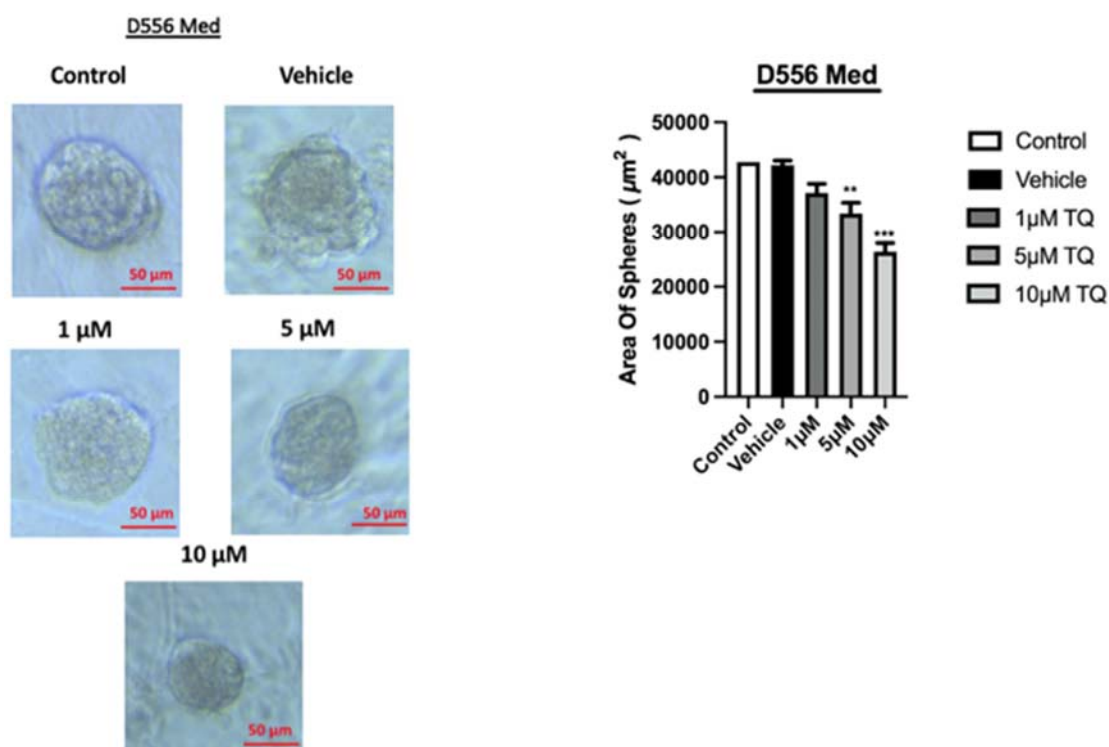 D556 Med
Control
Vehicle
50 µm
50 µm
1 µM
5 µM
50 µm
50 µm
10 µM
50 µm
D556 Med
Area Of Spheres (µm²)
50000
40000
30000
20000
10000
0
**
***
Control
Vehicle
1µM
5µM
10µM
Control
Vehicle
1µM TQ
5µM TQ
10µM TQ